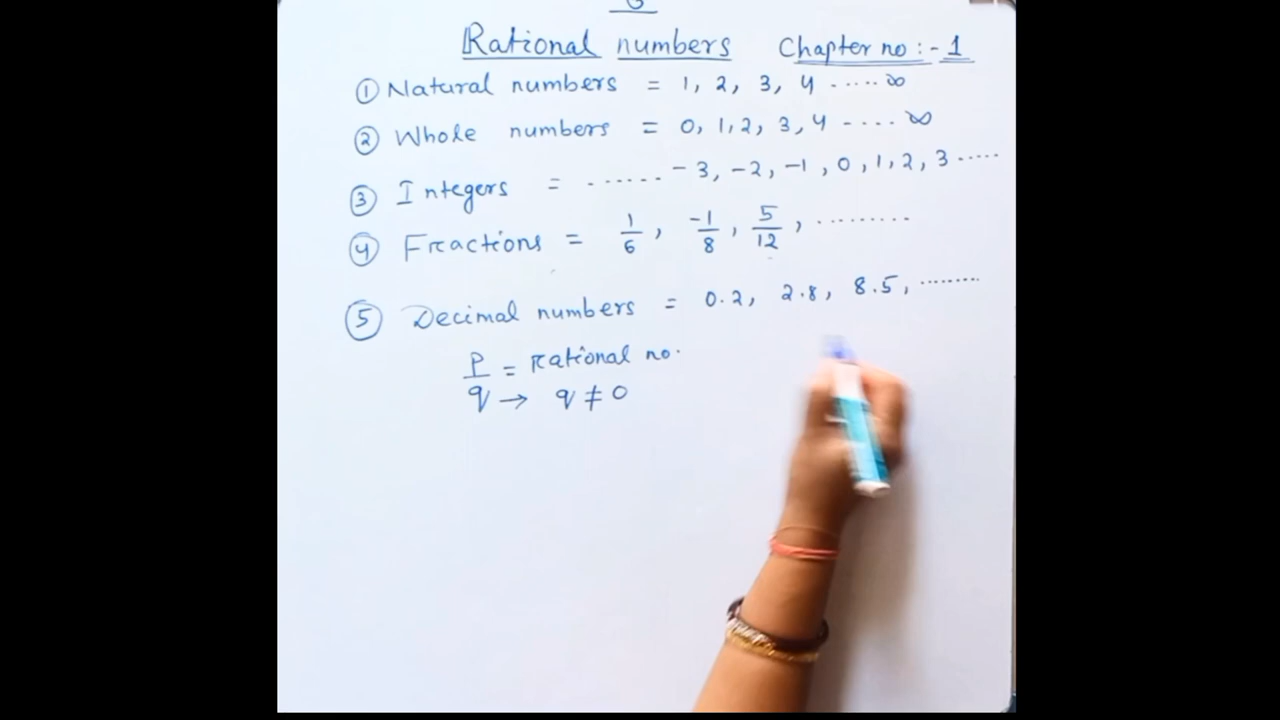 Rational numbers Chapter no :- 1
① Natural numbers = 1, 2, 3, 4 ...... ∞
② Whole numbers = 0, 1, 2, 3, 4 ---- ∞
③ Integers = ...... -3, -2, -1, 0, 1, 2, 3 .....
④ Fractions = 1/6, -1/8, 5/12, .........
⑤ Decimal numbers = 0.2, 2.8, 8.5, ........
p/q = rational no.
q → q ≠ 0